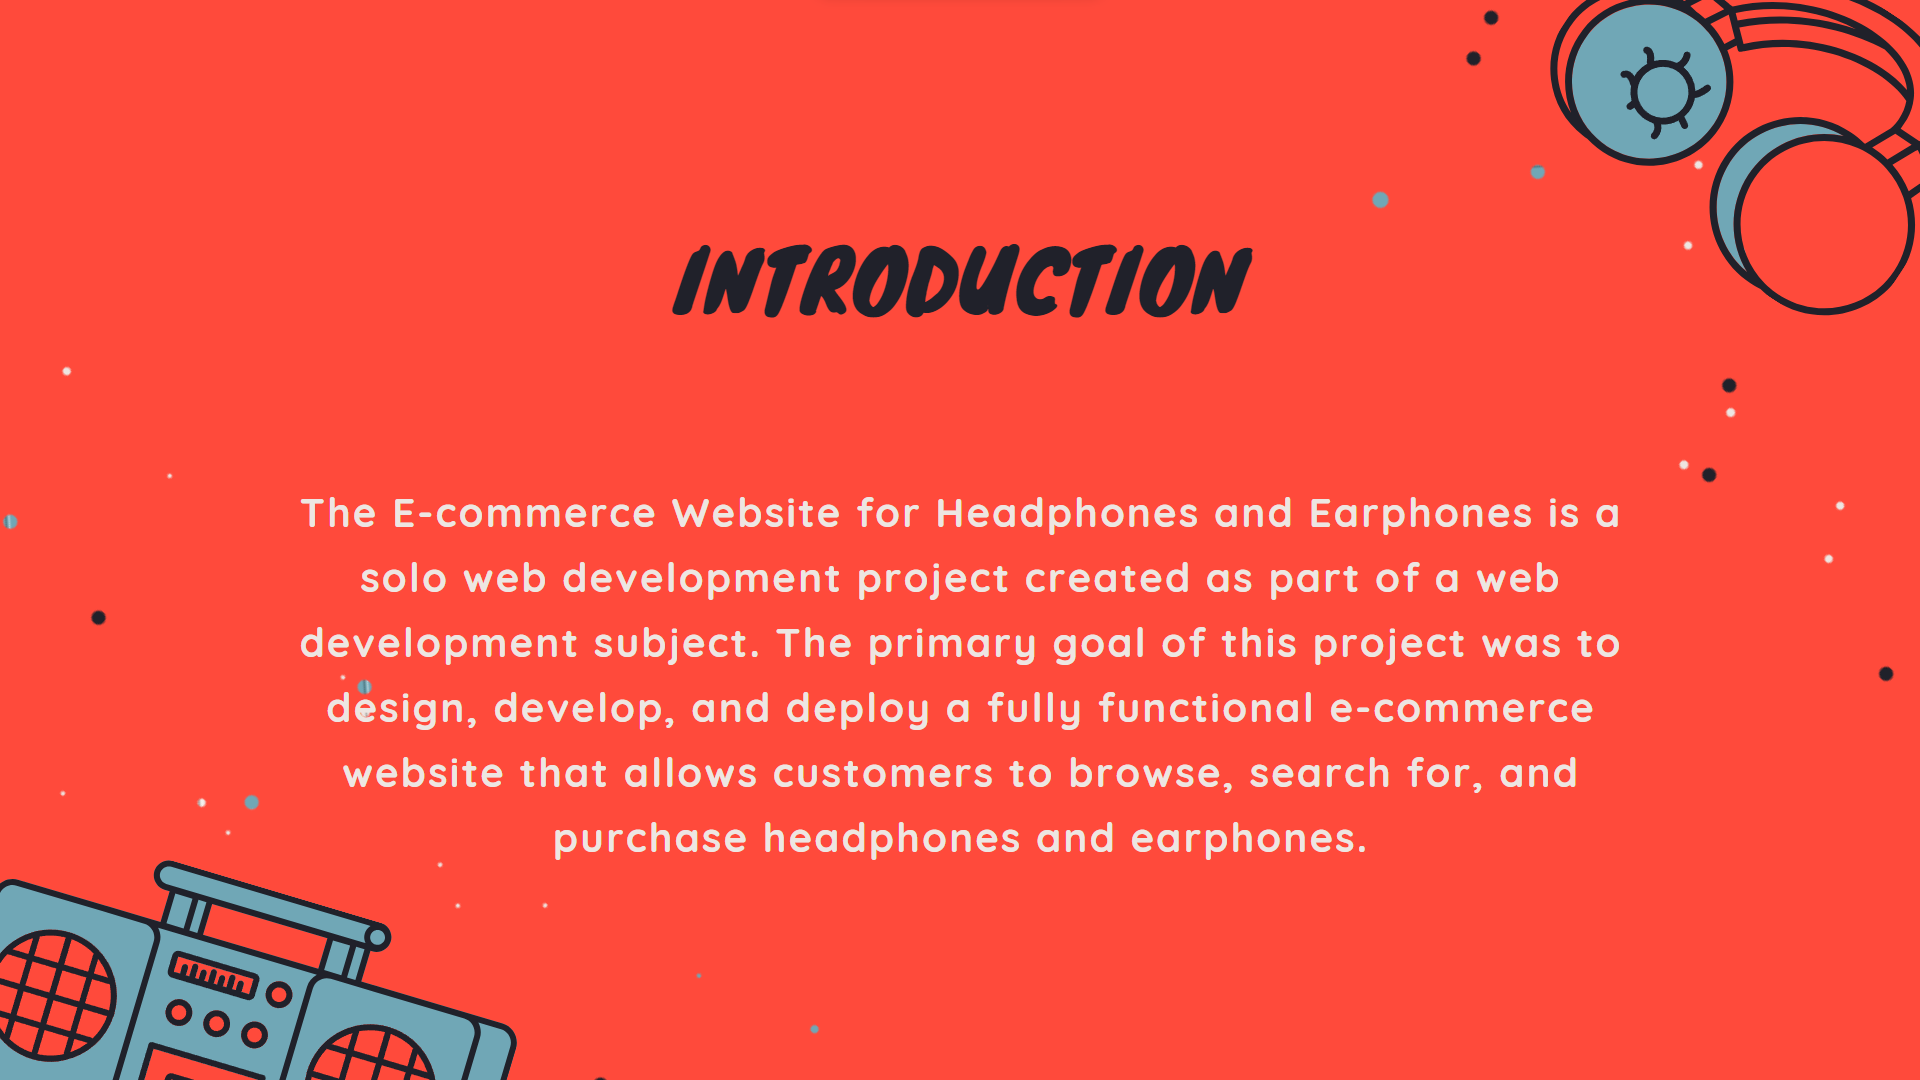 INTRODUCTION
The E-commerce Website for Headphones and Earphones is a
solo web development project created as part of a web
development subject. The primary goal of this project was to
design, develop, and deploy a fully functional e-commerce
website that allows customers to browse, search for, and
purchase headphones and earphones.